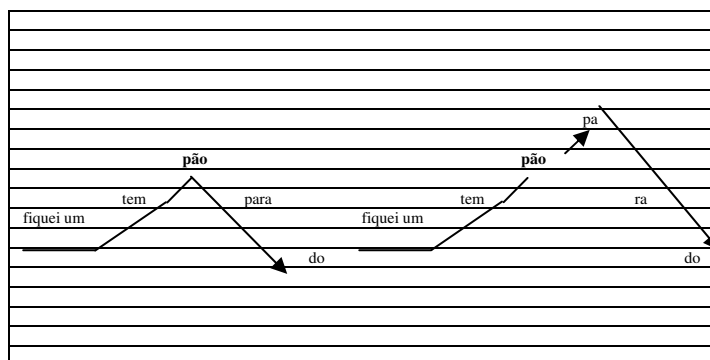 pa
pão pão
tem para tem ra
fiquei um fiquei um
do do